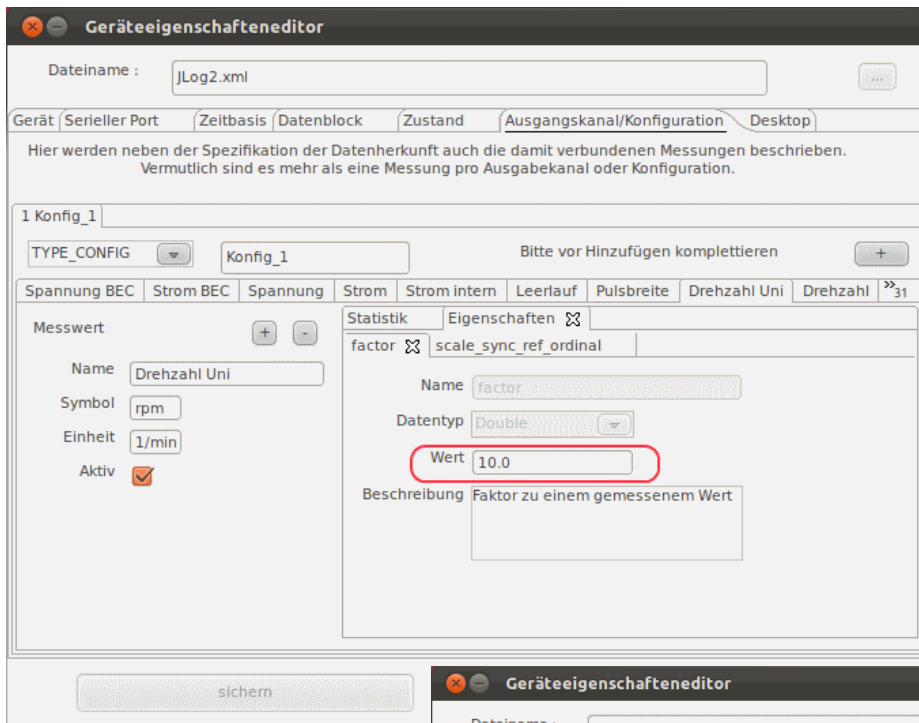 Geräteeigenschafteneditor
Dateiname :
JLog2.xml
...
Gerät Serieller Port Zeitbasis Datenblock Zustand Ausgangskanal/Konfiguration Desktop
Hier werden neben der Spezifikation der Datenherkunft auch die damit verbundenen Messungen beschrieben.
Vermutlich sind es mehr als eine Messung pro Ausgabekanal oder Konfiguration.
1 Konfig_1
TYPE_CONFIG Konfig_1 Bitte vor Hinzufügen komplettieren +
Spannung BEC Strom BEC Spannung Strom Strom intern Leerlauf Pulsbreite Drehzahl Uni Drehzahl »31
Messwert + -
Name Drehzahl Uni
Symbol rpm
Einheit 1/min
Aktiv
Statistik Eigenschaften
factor scale_sync_ref_ordinal
Name factor
Datentyp Double
Wert 10.0
Beschreibung Faktor zu einem gemessenem Wert
sichern
Geräteeigenschafteneditor
Dateiname :